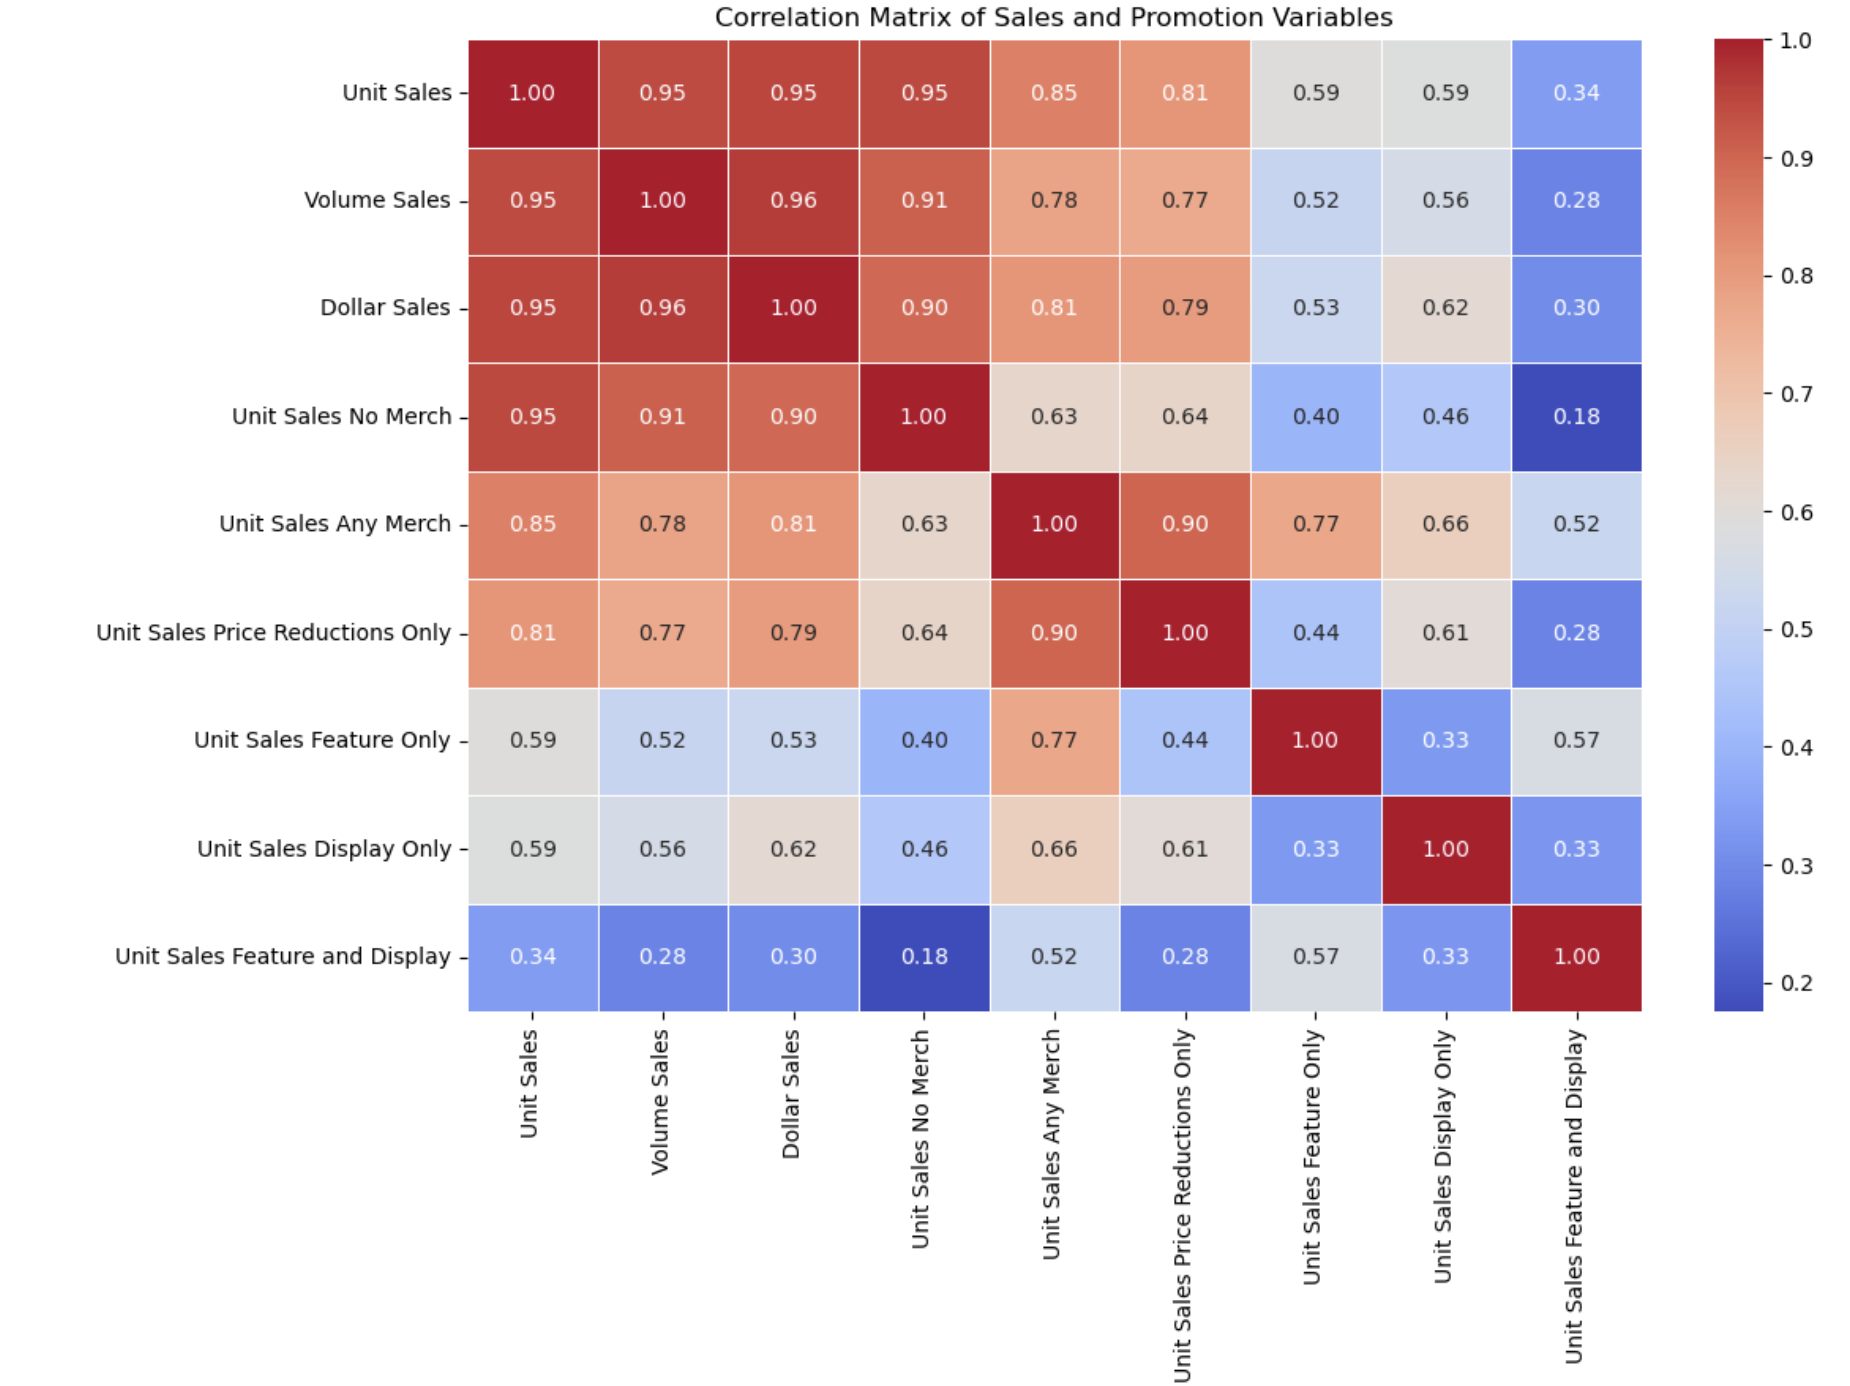 Correlation Matrix of Sales and Promotion Variables
Unit Sales 1.00 0.95 0.95 0.95 0.85 0.81 0.59 0.59 0.34
Volume Sales 0.95 1.00 0.96 0.91 0.78 0.77 0.52 0.56 0.28
Dollar Sales 0.95 0.96 1.00 0.90 0.81 0.79 0.53 0.62 0.30
Unit Sales No Merch 0.95 0.91 0.90 1.00 0.63 0.64 0.40 0.46 0.18
Unit Sales Any Merch 0.85 0.78 0.81 0.63 1.00 0.90 0.77 0.66 0.52
Unit Sales Price Reductions Only 0.81 0.77 0.79 0.64 0.90 1.00 0.44 0.61 0.28
Unit Sales Feature Only 0.59 0.52 0.53 0.40 0.77 0.44 1.00 0.33 0.57
Unit Sales Display Only 0.59 0.56 0.62 0.46 0.66 0.61 0.33 1.00 0.33
Unit Sales Feature and Display 0.34 0.28 0.30 0.18 0.52 0.28 0.57 0.33 1.00
Unit Sales
Volume Sales
Dollar Sales
Unit Sales No Merch
Unit Sales Any Merch
Unit Sales Price Reductions Only
Unit Sales Feature Only
Unit Sales Display Only
Unit Sales Feature and Display
1.0
0.9
0.8
0.7
0.6
0.5
0.4
0.3
0.2